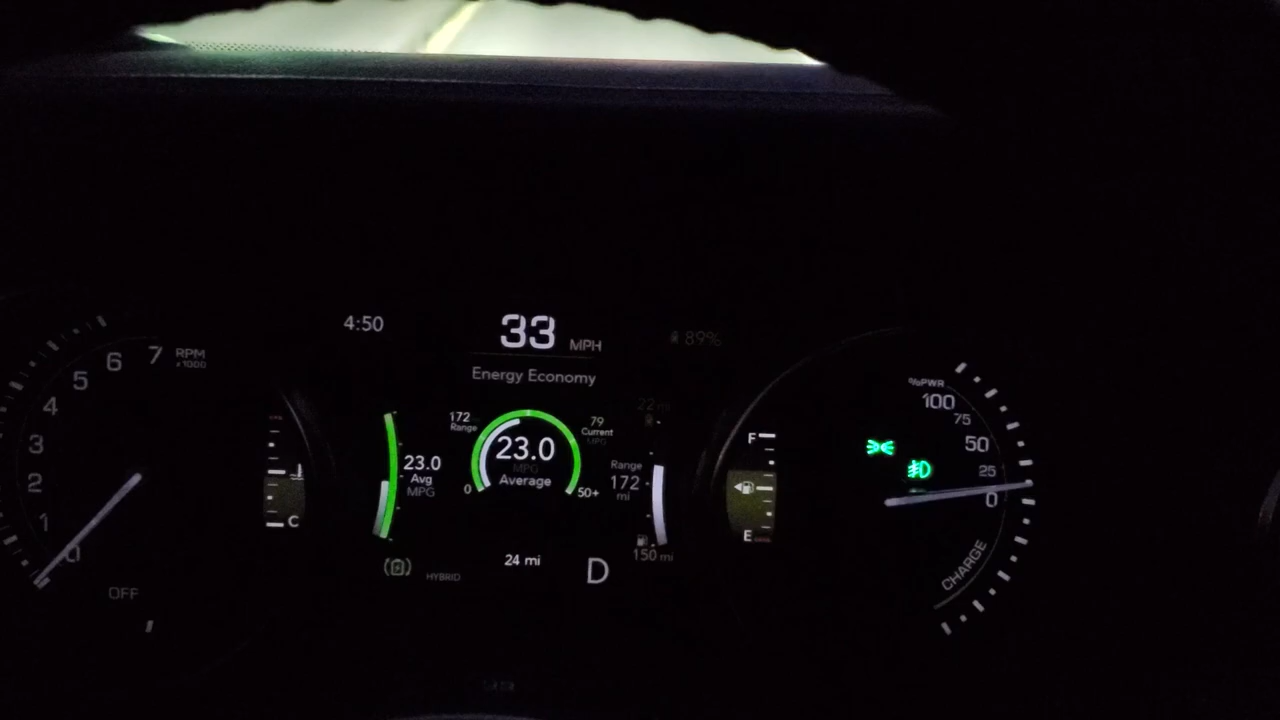 4:50
33 MPH
89%
Energy Economy
7 RPM
x1000
6
5
4
3
2
1
0
OFF
C
23.0
Avg
MPG
172
Range
23.0
MPG
Average
0
50+
79
Current
MPG
22 mi
Range
172
mi
150 mi
HYBRID
24 mi
D
F
E
%PWR
100
75
50
25
0
CHARGE